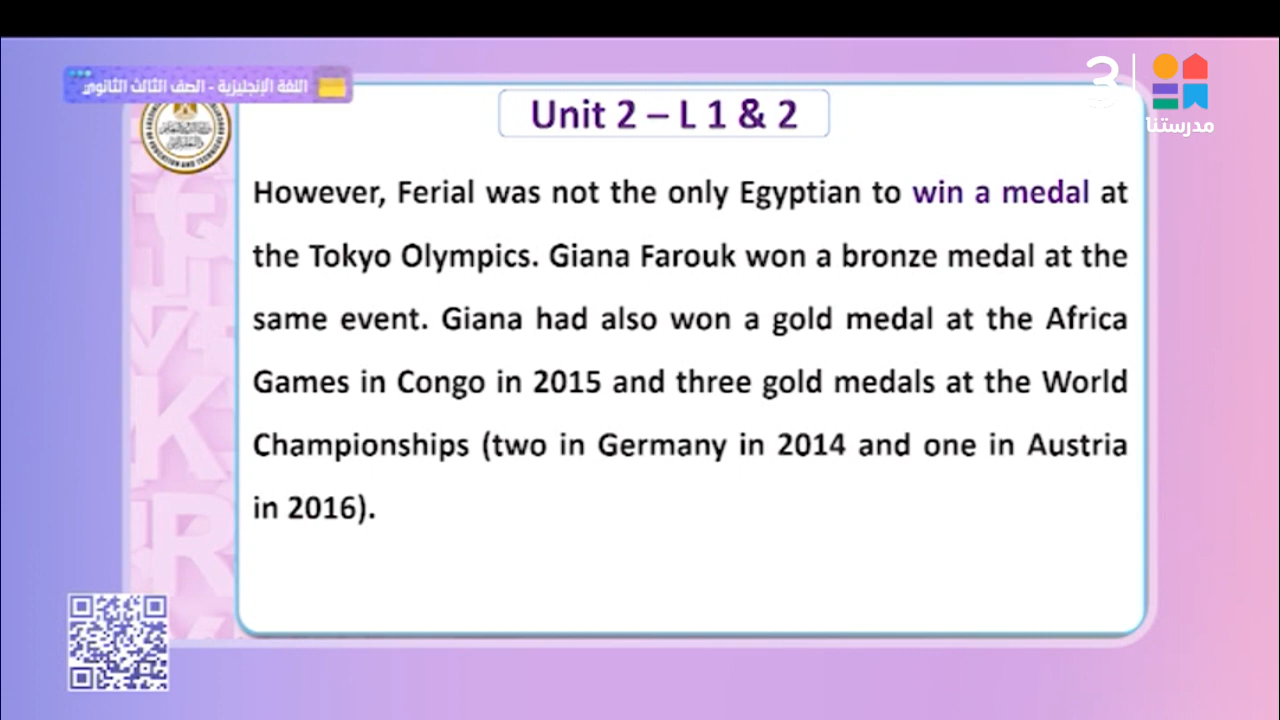 اللغة الإنجليزية - الصف الثالث الثانوي
3
مدرستنا
Unit 2 – L 1 & 2
However, Ferial was not the only Egyptian to win a medal at
the Tokyo Olympics. Giana Farouk won a bronze medal at the
same event. Giana had also won a gold medal at the Africa
Games in Congo in 2015 and three gold medals at the World
Championships (two in Germany in 2014 and one in Austria
in 2016).